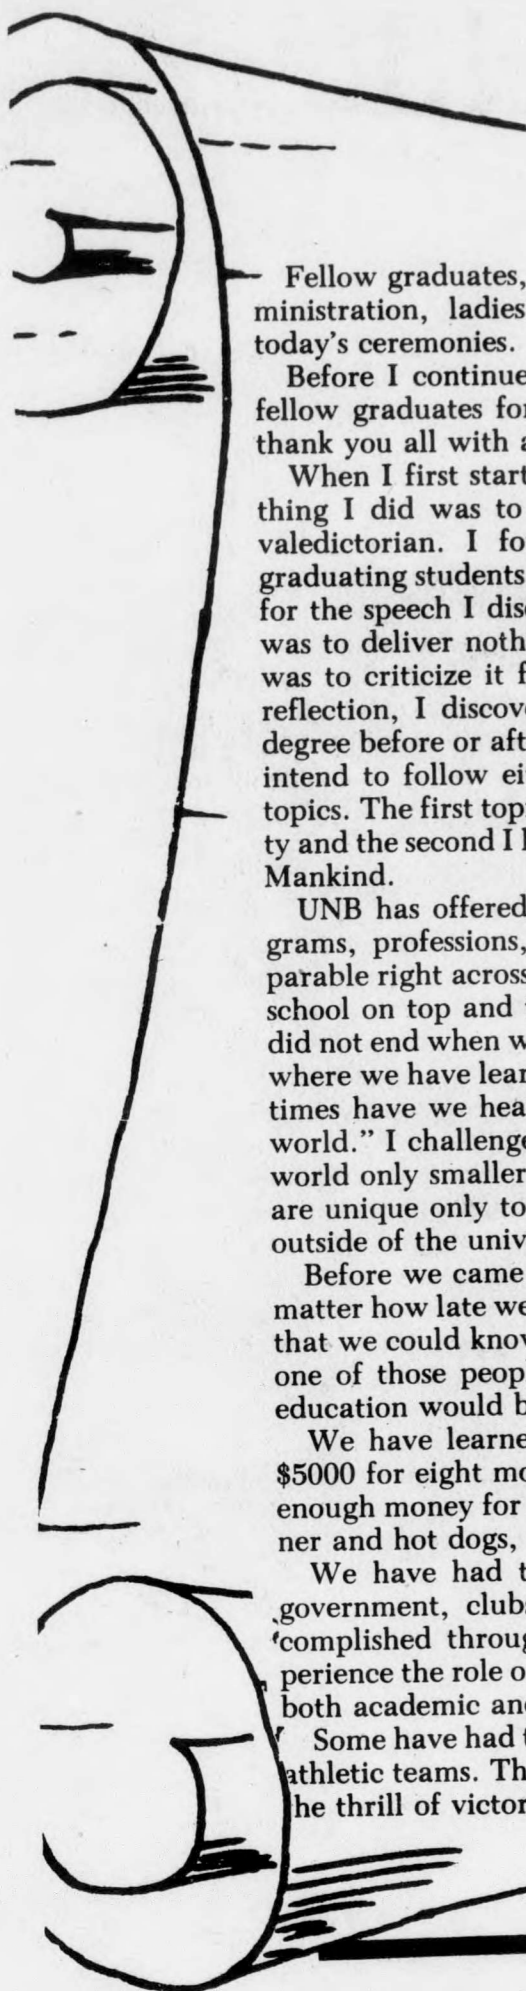 Fellow graduates,
ministration, ladies
today's ceremonies.
Before I continue
fellow graduates for
thank you all with a
When I first start
thing I did was to
valedictorian. I fo
graduating students
for the speech I disc
was to deliver noth
was to criticize it f
reflection, I discove
degree before or aft
intend to follow ei
topics. The first top
ty and the second I h
Mankind.
UNB has offered
grams, professions,
parable right across
school on top and
did not end when w
where we have lear
times have we hea
world." I challenge
world only smaller
are unique only to
outside of the univ
Before we came
matter how late we
that we could know
one of those peop
education would b
We have learne
$5000 for eight mo
enough money for
ner and hot dogs,
We have had t
government, club
complished throug
perience the role o
both academic and
Some have had t
athletic teams. Th
he thrill of victor